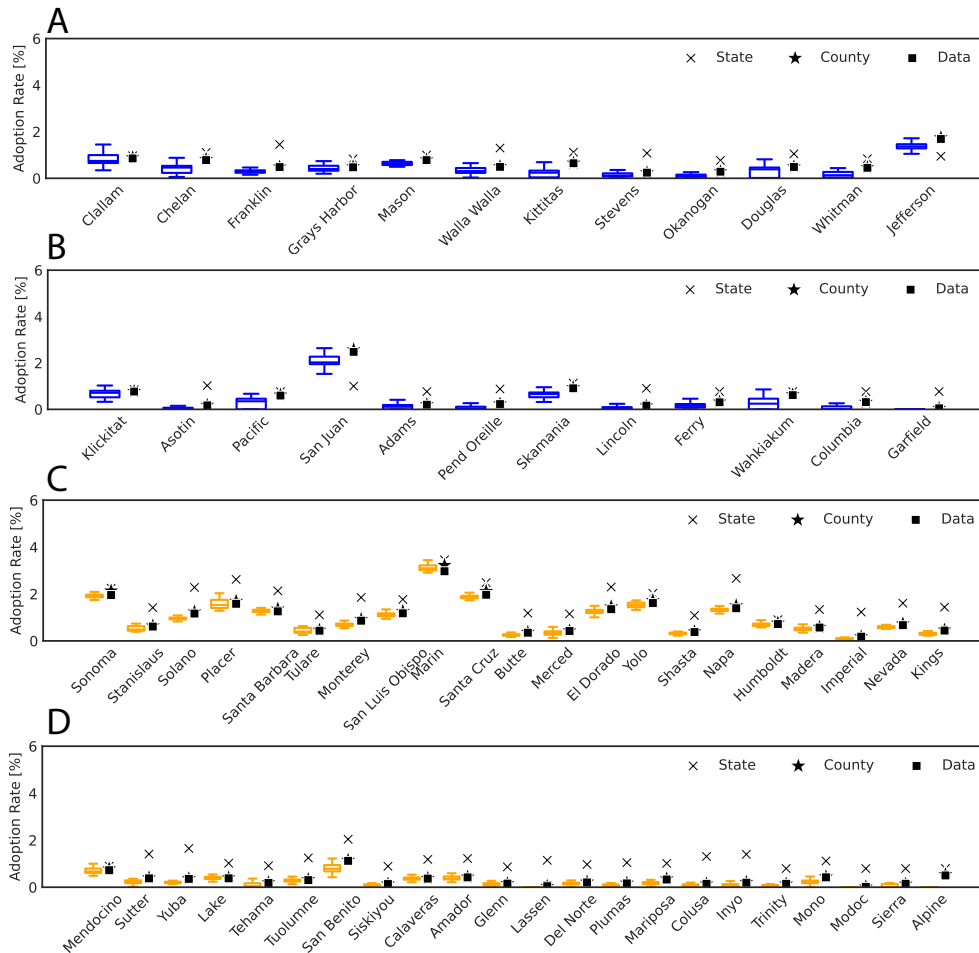 A
Adoption Rate [%]
6
4
2
0
State County Data
Clallam Chelan Franklin Grays Harbor Mason Walla Walla Kittitas Stevens Okanogan Douglas Whitman Jefferson
B
Adoption Rate [%]
6
4
2
0
State County Data
Klickitat Asotin Pacific San Juan Adams Pend Oreille Skamania Lincoln Ferry Wahkiakum Columbia Garfield
C
Adoption Rate [%]
6
4
2
0
State County Data
Sonoma Stanislaus Solano Placer Santa Barbara Tulare Monterey San Luis Obispo Marin Santa Cruz Butte Merced El Dorado Yolo Shasta Napa Humboldt Madera Imperial Nevada Kings
D
Adoption Rate [%]
6
4
2
0
State County Data
Mendocino Sutter Yuba Lake Tehama Tuolumne San Benito Siskiyou Calaveras Amador Glenn Lassen Del Norte Plumas Mariposa Colusa Inyo Trinity Mono Modoc Sierra Alpine